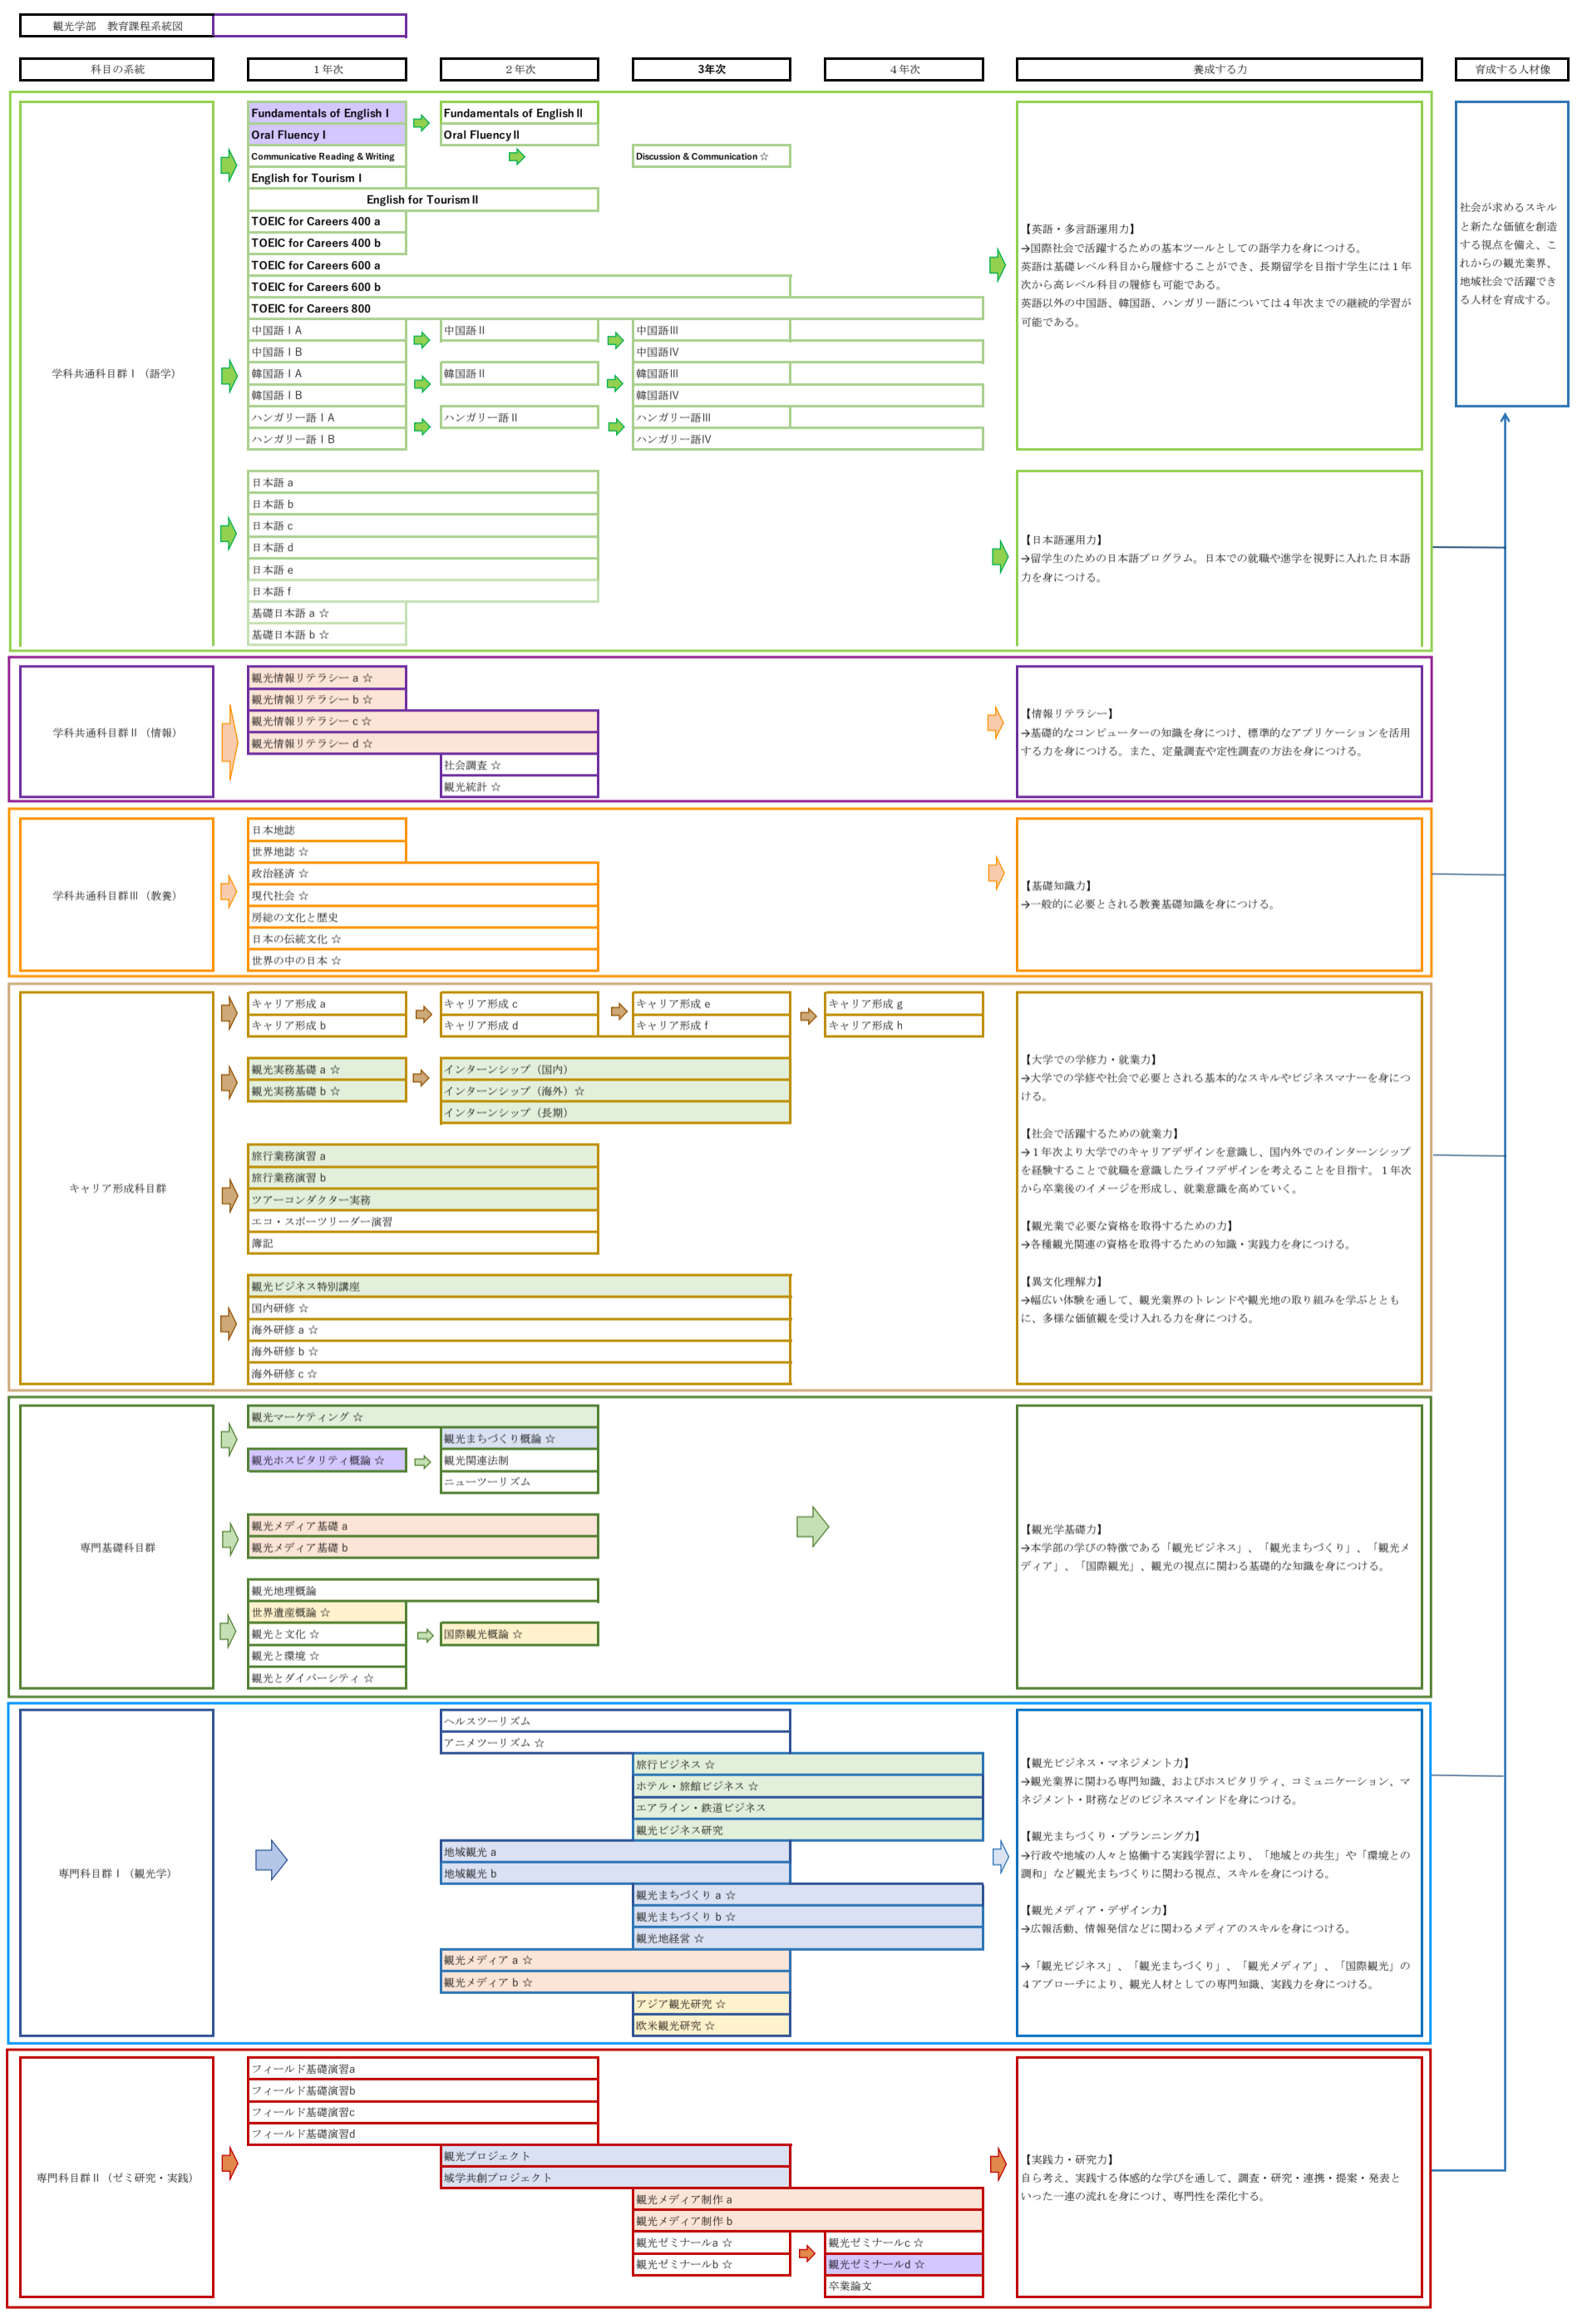 観光学部　教育課程系統図
科目の系統
１年次
２年次
3年次
４年次
養成する力
育成する人材像
学科共通科目群Ⅰ（語学）
Fundamentals of English I
Fundamentals of English II
Oral Fluency I
Oral Fluency II
Communicative Reading & Writing
Discussion & Communication ☆
English for Tourism I
English for Tourism II
TOEIC for Careers 400 a
TOEIC for Careers 400 b
TOEIC for Careers 600 a
TOEIC for Careers 600 b
TOEIC for Careers 800
中国語ⅠA
中国語Ⅱ
中国語Ⅲ
中国語ⅠB
中国語Ⅳ
韓国語ⅠA
韓国語Ⅱ
韓国語Ⅲ
韓国語ⅠB
韓国語Ⅳ
ハンガリー語ⅠA
ハンガリー語Ⅱ
ハンガリー語Ⅲ
ハンガリー語ⅠB
ハンガリー語Ⅳ
【英語・多言語運用力】
→国際社会で活躍するための基本ツールとしての語学力を身につける。
英語は基礎レベル科目から履修することができ、長期留学を目指す学生には１年
次から高レベル科目の履修も可能である。
英語以外の中国語、韓国語、ハンガリー語については４年次までの継続的学習が
可能である。
社会が求めるスキル
と新たな価値を創造
する視点を備え、こ
れからの観光業界、
地域社会で活躍でき
る人材を育成する。
日本語 a
日本語 b
日本語 c
日本語 d
日本語 e
日本語 f
基礎日本語 a ☆
基礎日本語 b ☆
【日本語運用力】
→留学生のための日本語プログラム。日本での就職や進学を視野に入れた日本語
力を身につける。
学科共通科目群Ⅱ（情報）
観光情報リテラシー a ☆
観光情報リテラシー b ☆
観光情報リテラシー c ☆
観光情報リテラシー d ☆
社会調査 ☆
観光統計 ☆
【情報リテラシー】
→基礎的なコンピューターの知識を身につけ、標準的なアプリケーションを活用
する力を身につける。また、定量調査や定性調査の方法を身につける。
学科共通科目群Ⅲ（教養）
日本地誌
世界地誌 ☆
政治経済 ☆
現代社会 ☆
房総の文化と歴史
日本の伝統文化 ☆
世界の中の日本 ☆
【基礎知識力】
→一般的に必要とされる教養基礎知識を身につける。
キャリア形成科目群
キャリア形成 a
キャリア形成 c
キャリア形成 e
キャリア形成 g
キャリア形成 b
キャリア形成 d
キャリア形成 f
キャリア形成 h
観光実務基礎 a ☆
インターンシップ（国内）
観光実務基礎 b ☆
インターンシップ（海外）☆
インターンシップ（長期）
旅行業務演習 a
旅行業務演習 b
ツアーコンダクター実務
エコ・スポーツリーダー演習
簿記
観光ビジネス特別講座
国内研修 ☆
海外研修 a ☆
海外研修 b ☆
海外研修 c ☆
【大学での学修力・就業力】
→大学での学修や社会で必要とされる基本的なスキルやビジネスマナーを身につ
ける。
【社会で活躍するための就業力】
→１年次より大学でのキャリアデザインを意識し、国内外でのインターンシップ
を経験することで就職を意識したライフデザインを考えることを目指す。１年次
から卒業後のイメージを形成し、就業意識を高めていく。
【観光業で必要な資格を取得するための力】
→各種観光関連の資格を取得するための知識・実践力を身につける。
【異文化理解力】
→幅広い体験を通して、観光業界のトレンドや観光地の取り組みを学ぶととも
に、多様な価値観を受け入れる力を身につける。
専門基礎科目群
観光マーケティング ☆
観光まちづくり概論 ☆
観光ホスピタリティ概論 ☆
観光関連法制
ニューツーリズム
観光メディア基礎 a
観光メディア基礎 b
観光地理概論
世界遺産概論 ☆
観光と文化 ☆
国際観光概論 ☆
観光と環境 ☆
観光とダイバーシティ ☆
【観光学基礎力】
→本学部の学びの特徴である「観光ビジネス」、「観光まちづくり」、「観光メ
ディア」、「国際観光」、観光の視点に関わる基礎的な知識を身につける。
専門科目群Ⅰ（観光学）
ヘルスツーリズム
アニメツーリズム ☆
旅行ビジネス ☆
ホテル・旅館ビジネス ☆
エアライン・鉄道ビジネス
観光ビジネス研究
地域観光 a
地域観光 b
観光まちづくり a ☆
観光まちづくり b ☆
観光地経営 ☆
観光メディア a ☆
観光メディア b ☆
アジア観光研究 ☆
欧米観光研究 ☆
【観光ビジネス・マネジメント力】
→観光業界に関わる専門知識、およびホスピタリティ、コミュニケーション、マ
ネジメント・財務などのビジネスマインドを身につける。
【観光まちづくり・プランニング力】
→行政や地域の人々と協働する実践学習により、「地域との共生」や「環境との
調和」など観光まちづくりに関わる視点、スキルを身につける。
【観光メディア・デザイン力】
→広報活動、情報発信などに関わるメディアのスキルを身につける。
→「観光ビジネス」、「観光まちづくり」、「観光メディア」、「国際観光」の
４アプローチにより、観光人材としての専門知識、実践力を身につける。
専門科目群Ⅱ（ゼミ研究・実践）
フィールド基礎演習a
フィールド基礎演習b
フィールド基礎演習c
フィールド基礎演習d
観光プロジェクト
域学共創プロジェクト
観光メディア制作 a
観光メディア制作 b
観光ゼミナールa ☆
観光ゼミナールc ☆
観光ゼミナールb ☆
観光ゼミナールd ☆
卒業論文
【実践力・研究力】
自ら考え、実践する体感的な学びを通して、調査・研究・連携・提案・発表と
いった一連の流れを身につけ、専門性を深化する。